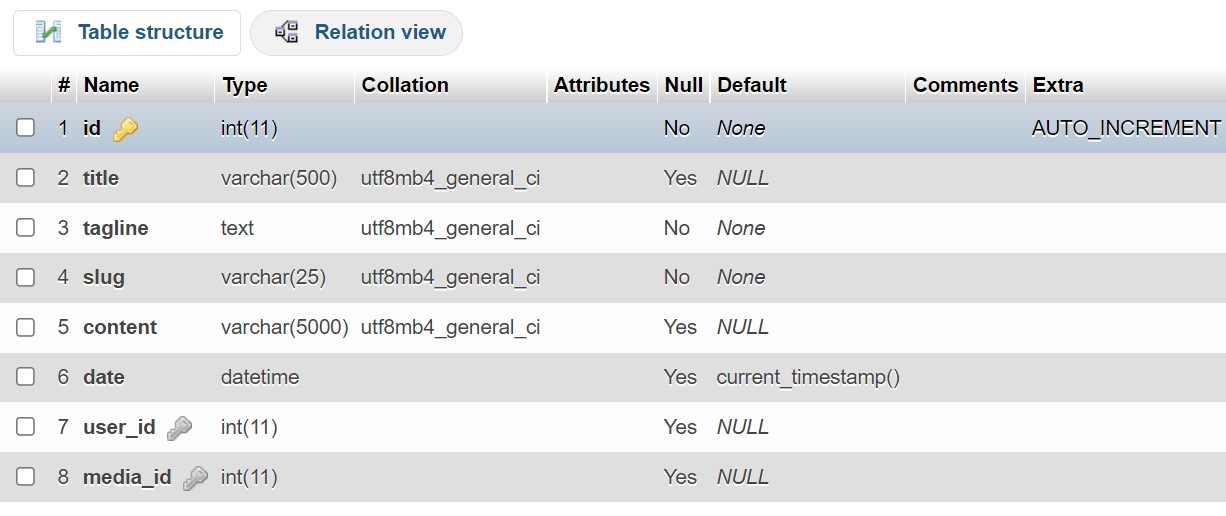 Table structure Relation view
# Name Type Collation Attributes Null Default Comments Extra
1 id int(11) No None AUTO_INCREMENT
2 title varchar(500) utf8mb4_general_ci Yes NULL
3 tagline text utf8mb4_general_ci No None
4 slug varchar(25) utf8mb4_general_ci No None
5 content varchar(5000) utf8mb4_general_ci Yes NULL
6 date datetime Yes current_timestamp()
7 user_id int(11) Yes NULL
8 media_id int(11) Yes NULL